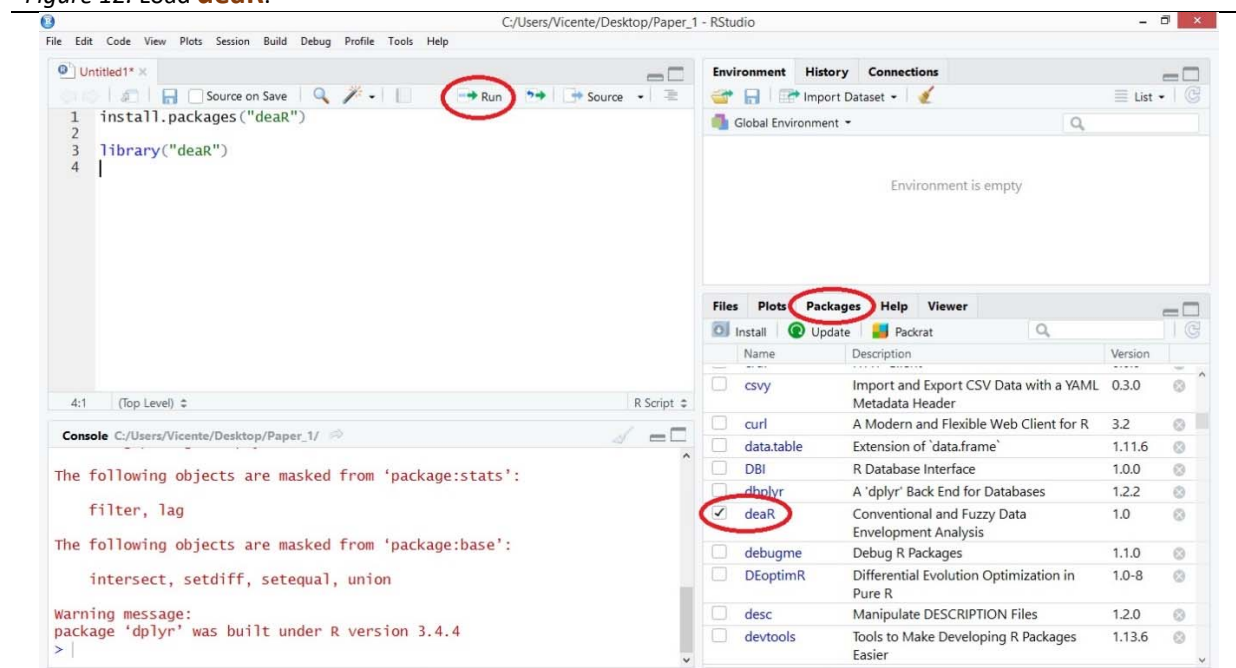 Figure 12. Load deaR.
C:/Users/Vicente/Desktop/Paper_1 - RStudio
File Edit Code View Plots Session Build Debug Profile Tools Help
Untitled1*
Source on Save Run Source
1 install.packages("deaR")
2
3 library("deaR")
4
4:1 (Top Level) R Script
Console C:/Users/Vicente/Desktop/Paper_1/
The following objects are masked from ‘package:stats’:
filter, lag
The following objects are masked from ‘package:base’:
intersect, setdiff, setequal, union
Warning message:
package ‘dplyr’ was built under R version 3.4.4
>
Environment History Connections
Import Dataset List
Global Environment
Environment is empty
Files Plots Packages Help Viewer
Install Update Packrat
Name Description Version
csvy Import and Export CSV Data with a YAML 0.3.0
Metadata Header
curl A Modern and Flexible Web Client for R 3.2
data.table Extension of `data.frame` 1.11.6
DBI R Database Interface 1.0.0
dbplyr A 'dplyr' Back End for Databases 1.2.2
deaR Conventional and Fuzzy Data 1.0
Envelopment Analysis
debugme Debug R Packages 1.1.0
DEoptimR Differential Evolution Optimization in 1.0-8
Pure R
desc Manipulate DESCRIPTION Files 1.2.0
devtools Tools to Make Developing R Packages 1.13.6
Easier